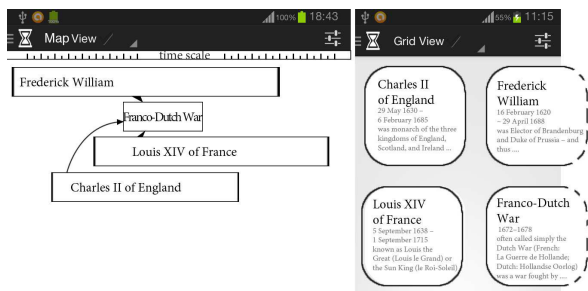 100% 18:43
Map View
time scale
Frederick William
Franco-Dutch War
Louis XIV of France
Charles II of England
55% 11:15
Grid View
Charles II
of England
29 May 1630 –
6 February 1685
was monarch of the three
kingdoms of England,
Scotland, and Ireland ...
Frederick
William
16 February 1620
– 29 April 1688
was Elector of Brandenburg
and Duke of Prussia – and
thus ....
Louis XIV
of France
5 September 1638 –
1 September 1715
known as Louis the
Great (Louis le Grand) or
the Sun King (le Roi-Soleil)
Franco-Dutch
War
1672–1678
often called simply the
Dutch War (French:
La Guerre de Hollande;
Dutch: Hollandse Oorlog)
was a war fought by ....